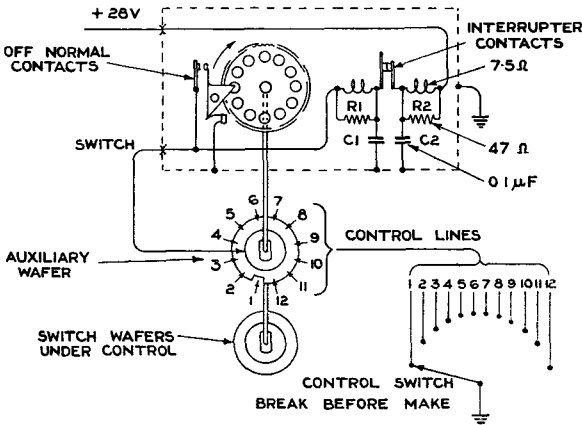 + 28V
INTERRUPTER
CONTACTS
OFF NORMAL
CONTACTS
7·5Ω
R1
R2
C1
C2
47 Ω
SWITCH
0·1 µF
6
7
5
8
4
9
3
10
2
11
1
12
AUXILIARY
WAFER
CONTROL LINES
1 2 3 4 5 6 7 8 9 10 11 12
SWITCH WAFERS
UNDER CONTROL
CONTROL SWITCH
BREAK BEFORE MAKE